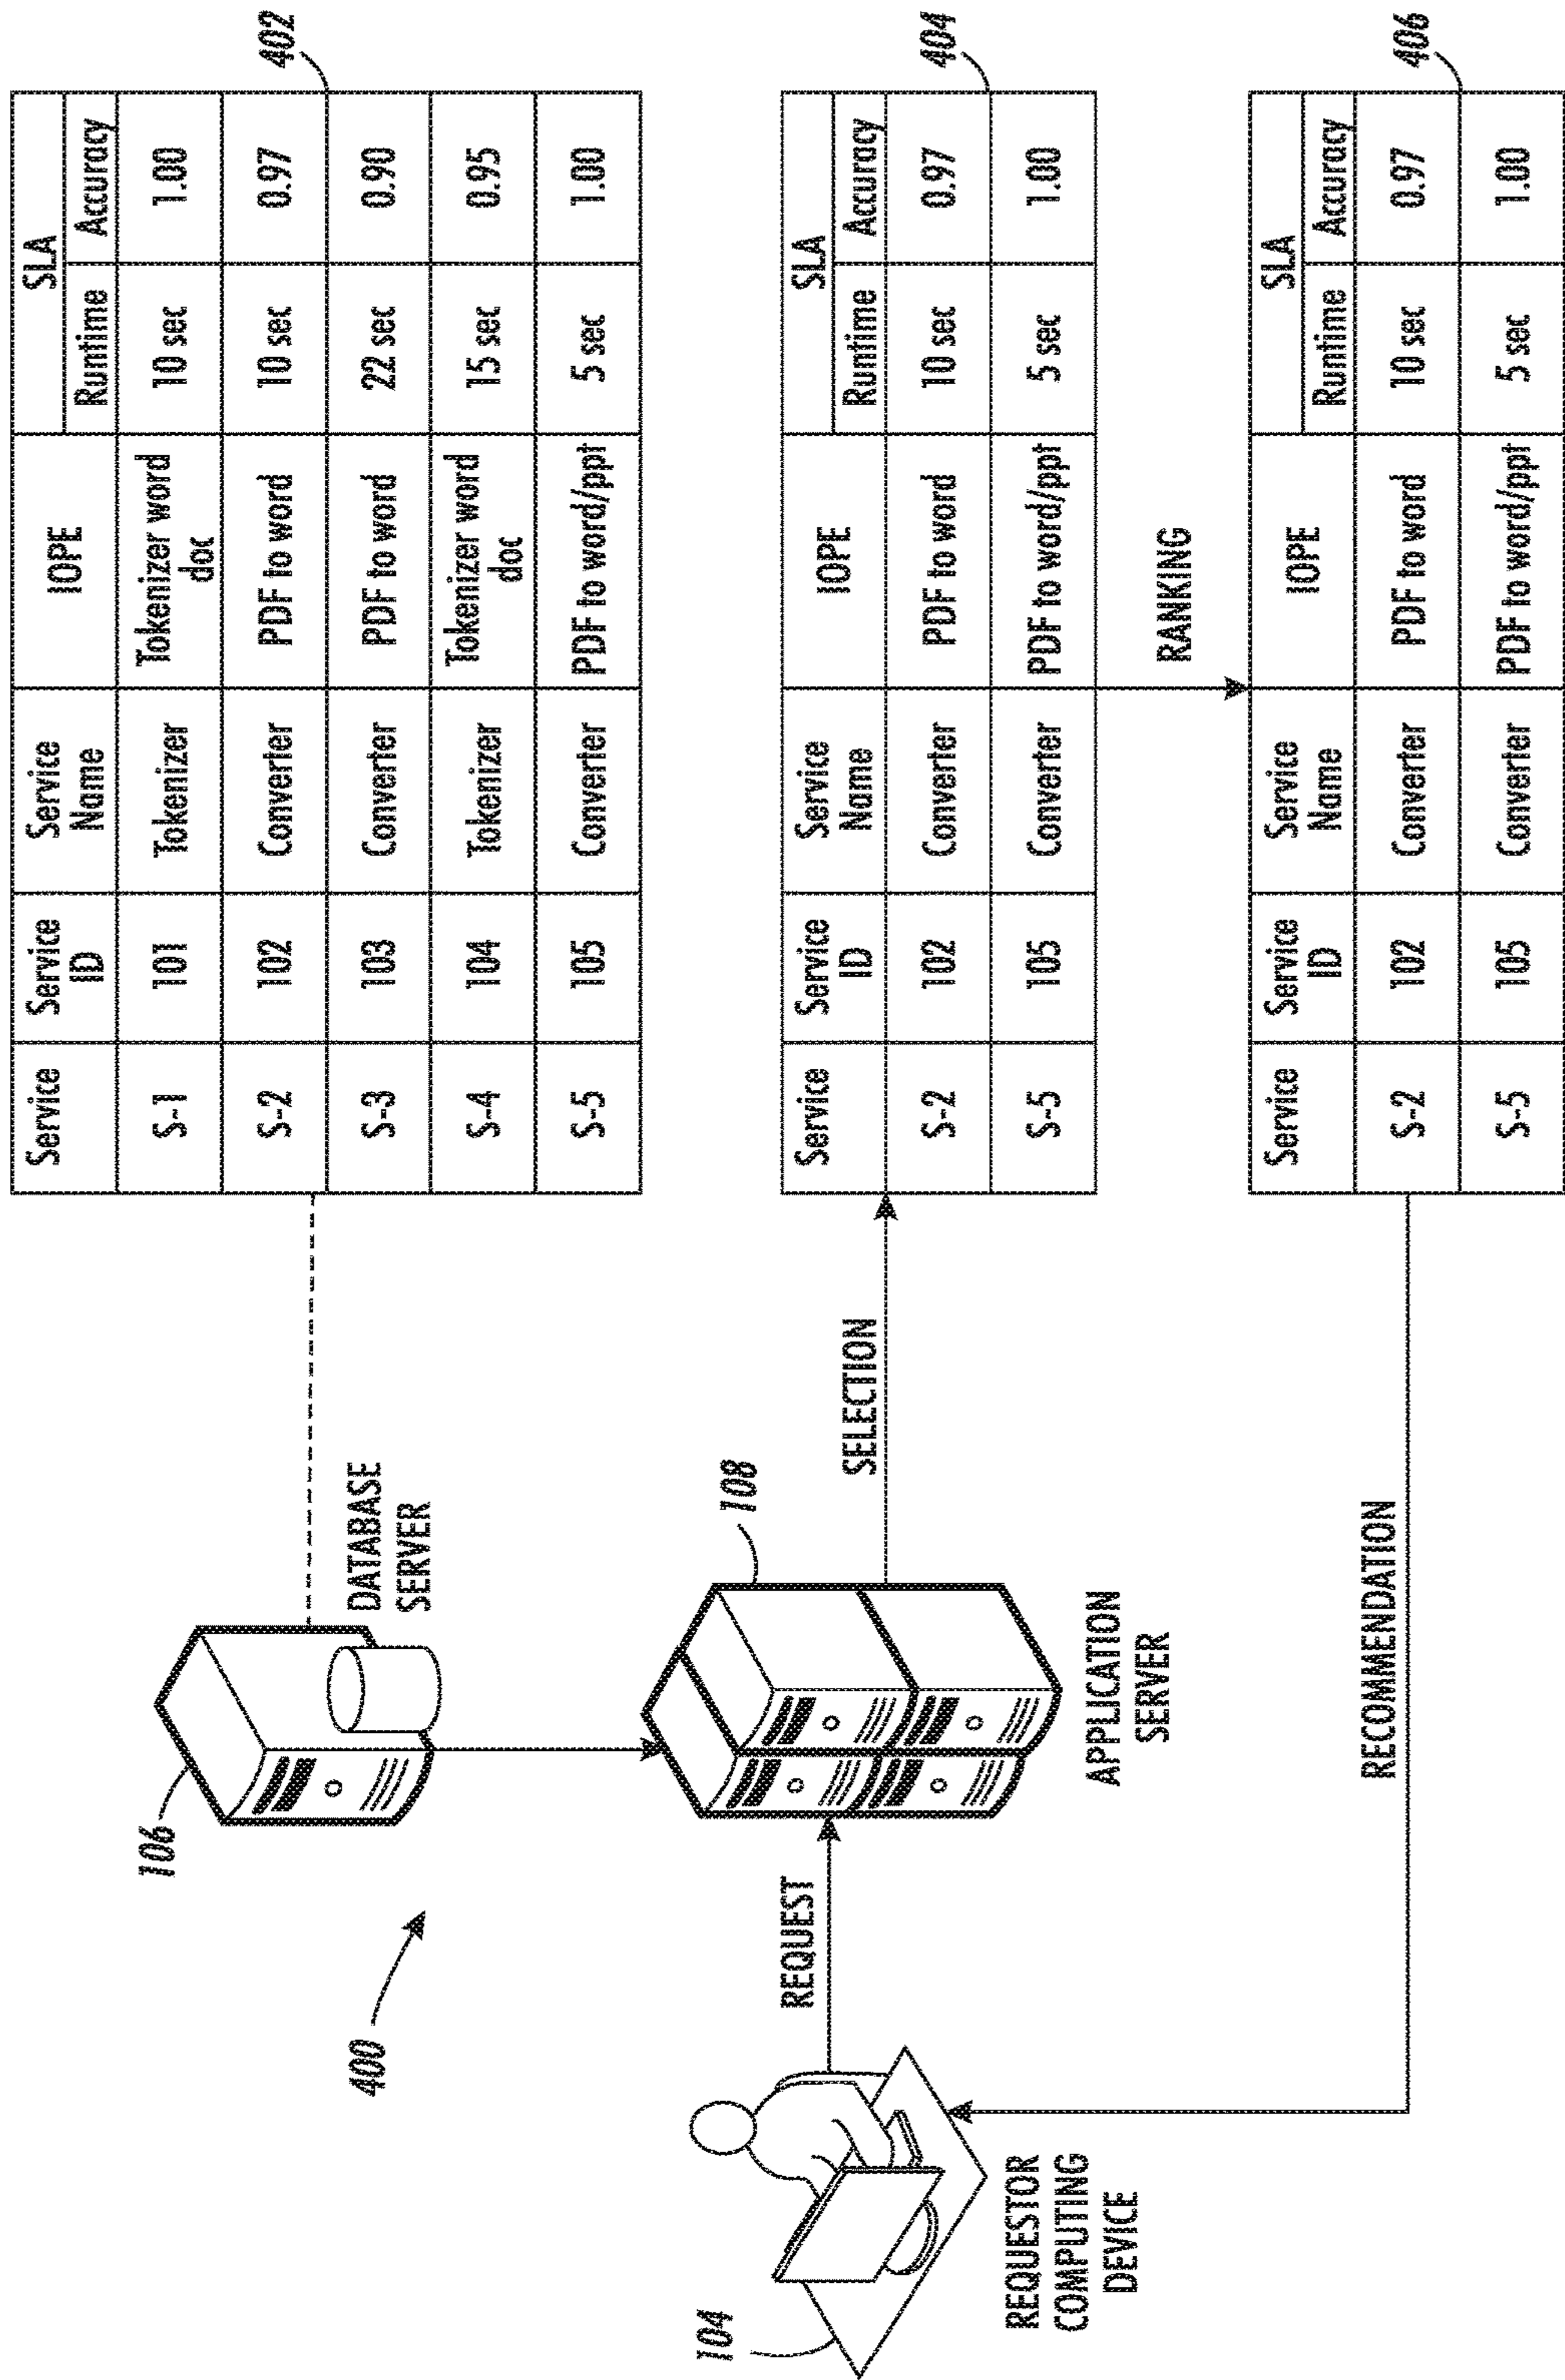 400
106
DATABASE
SERVER
Service
Service
ID
Service
Name
IOPE
SLA
Runtime
Accuracy
S-1
101
Tokenizer
Tokenizer word
doc
10 sec
1.00
S-2
102
Converter
PDF to word
10 sec
0.97
S-3
103
Converter
PDF to word
22 sec
0.90
S-4
104
Tokenizer
Tokenizer word
doc
15 sec
0.95
S-5
105
Converter
PDF to word/ppt
5 sec
1.00
402
104
REQUESTOR
COMPUTING
DEVICE
REQUEST
108
APPLICATION
SERVER
SELECTION
Service
Service
ID
Service
Name
IOPE
SLA
Runtime
Accuracy
S-2
102
Converter
PDF to word
10 sec
0.97
S-5
105
Converter
PDF to word/ppt
5 sec
1.00
404
RANKING
Service
Service
ID
Service
Name
IOPE
SLA
Runtime
Accuracy
S-2
102
Converter
PDF to word
10 sec
0.97
S-5
105
Converter
PDF to word/ppt
5 sec
1.00
406
RECOMMENDATION